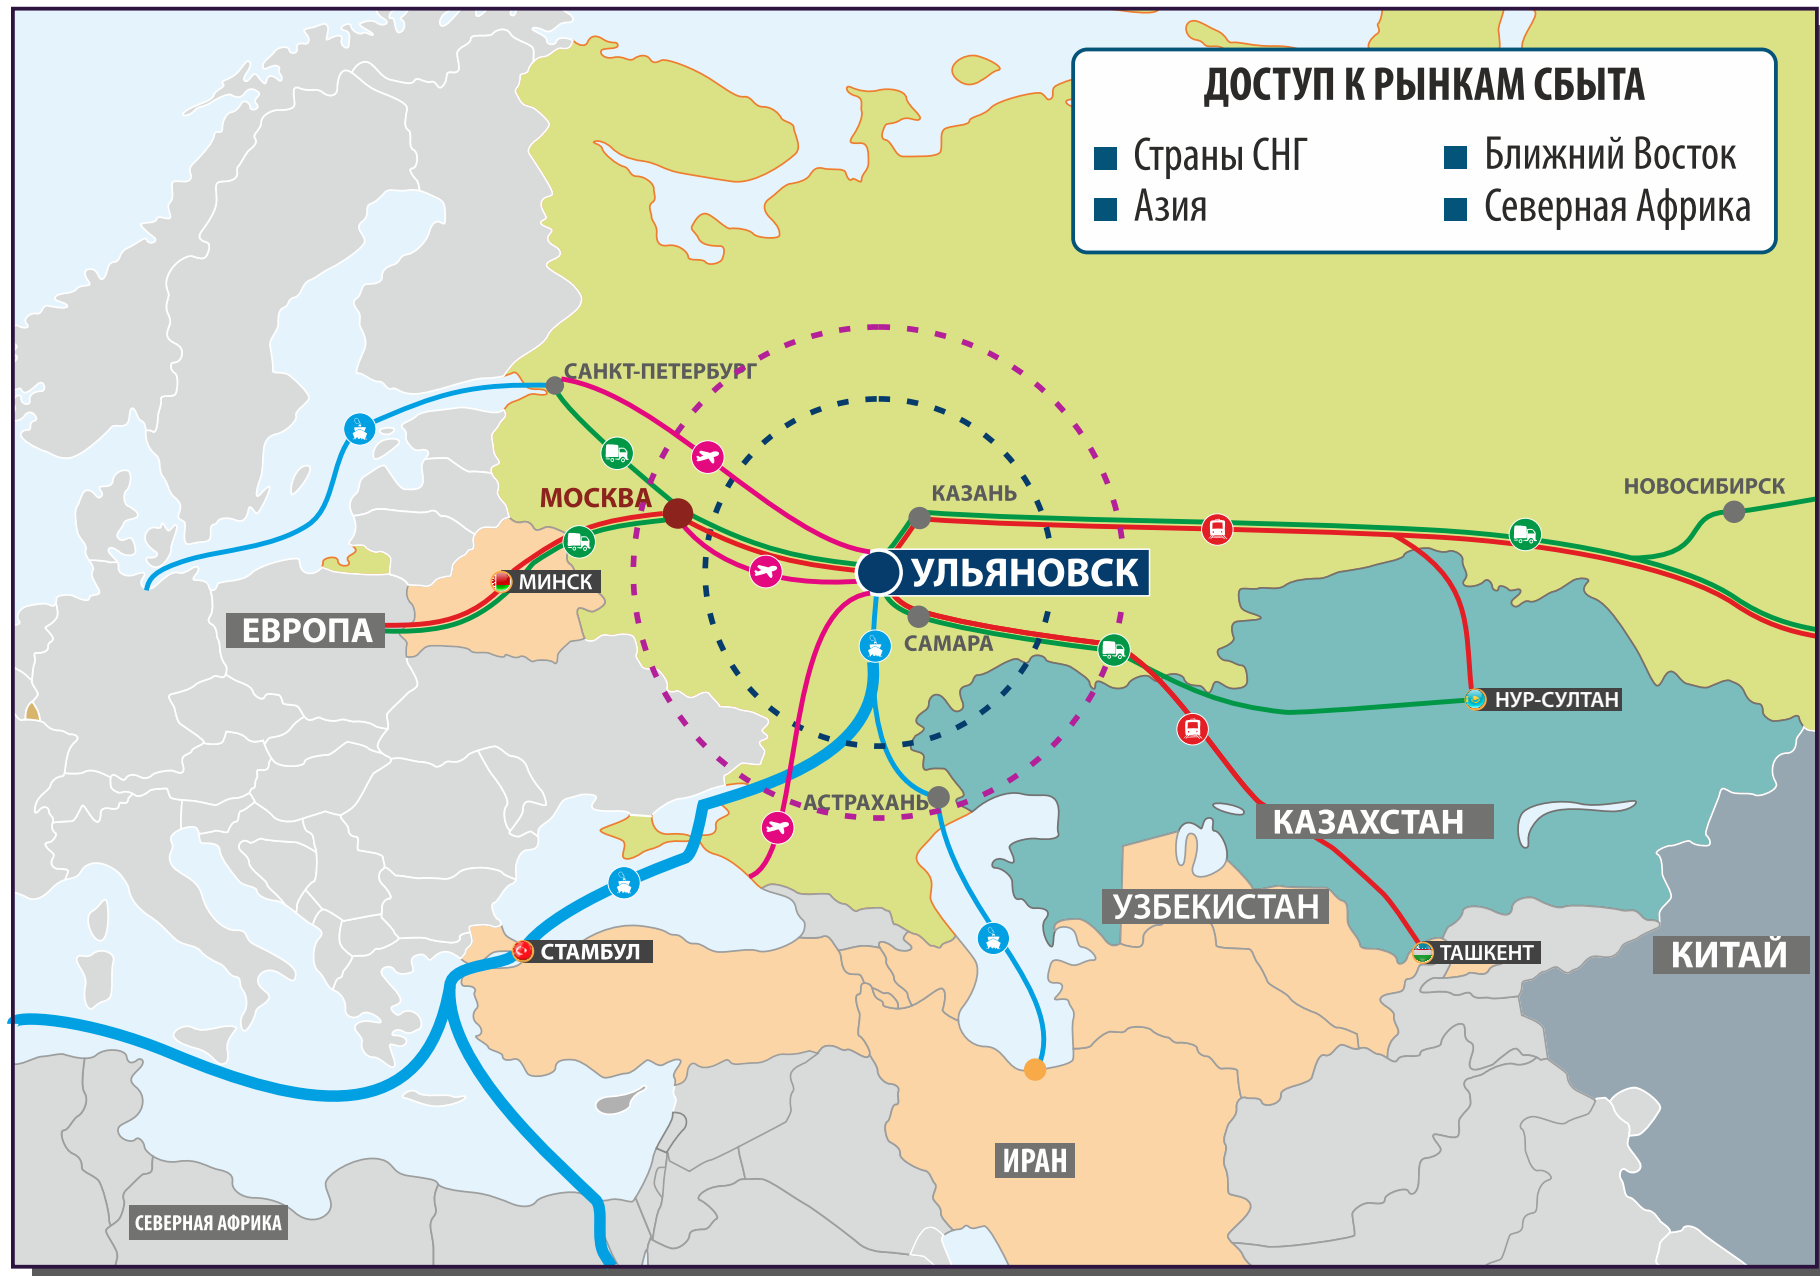 ДОСТУП К РЫНКАМ СБЫТА
Страны СНГ
Ближний Восток
Азия
Северная Африка
САНКТ-ПЕТЕРБУРГ
МОСКВА
КАЗАНЬ
НОВОСИБИРСК
УЛЬЯНОВСК
МИНСК
ЕВРОПА
САМАРА
НУР-СУЛТАН
АСТРАХАНЬ
КАЗАХСТАН
УЗБЕКИСТАН
СТАМБУЛ
ТАШКЕНТ
КИТАЙ
ИРАН
СЕВЕРНАЯ АФРИКА